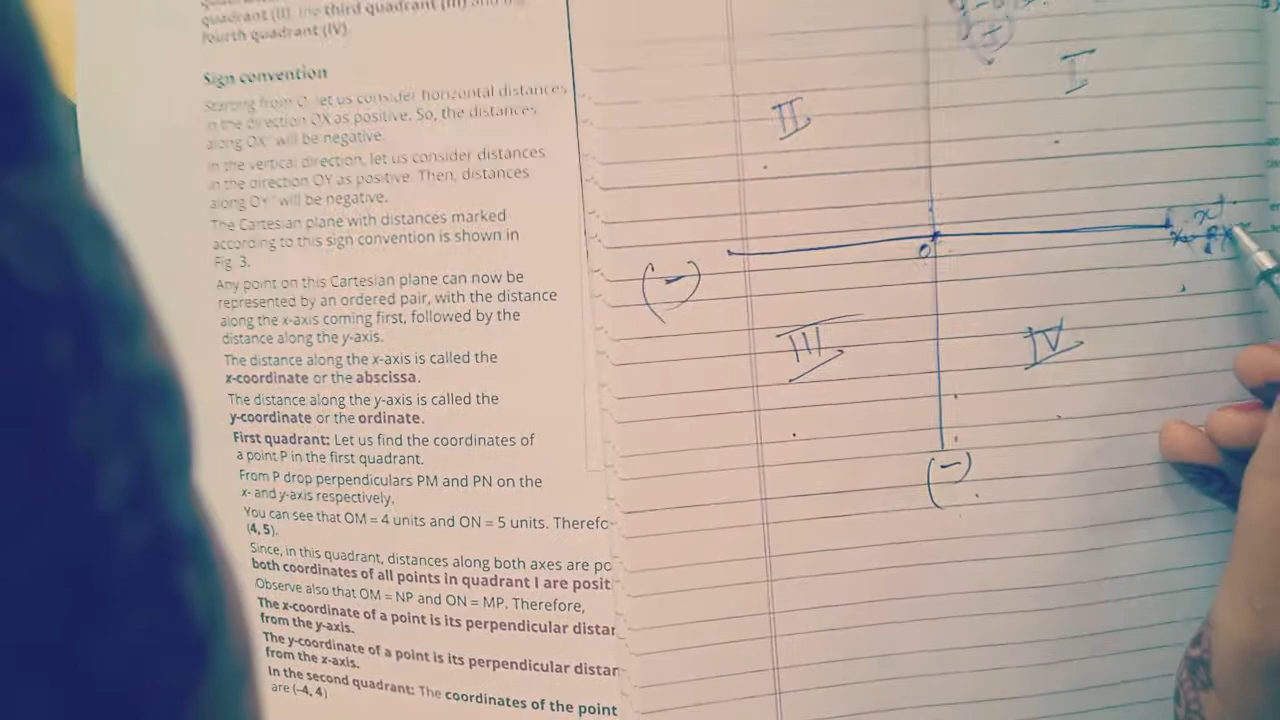 quadrant (II), the third quadrant (III) and the
fourth quadrant (IV).
Sign convention
Starting from O, let us consider horizontal distances
in the direction OX as positive. So, the distances
along OX' will be negative.
In the vertical direction, let us consider distances
in the direction OY as positive. Then, distances
along OY' will be negative.
The Cartesian plane with distances marked
according to this sign convention is shown in
Fig. 3.
Any point on this Cartesian plane can now be
represented by an ordered pair, with the distance
along the x-axis coming first, followed by the
distance along the y-axis.
The distance along the x-axis is called the
x-coordinate or the abscissa.
The distance along the y-axis is called the
y-coordinate or the ordinate.
First quadrant: Let us find the coordinates of
a point P in the first quadrant.
From P drop perpendiculars PM and PN on the
x- and y-axis respectively.
You can see that OM = 4 units and ON = 5 units. Therefo
(4, 5).
Since, in this quadrant, distances along both axes are po
both coordinates of all points in quadrant I are posit
Observe also that OM = NP and ON = MP. Therefore,
The x-coordinate of a point is its perpendicular distan
from the y-axis.
The y-coordinate of a point is its perpendicular distan
from the x-axis.
In the second quadrant: The coordinates of the point
are (–4, 4)
I
II
O
(-)
III
IV
(-)